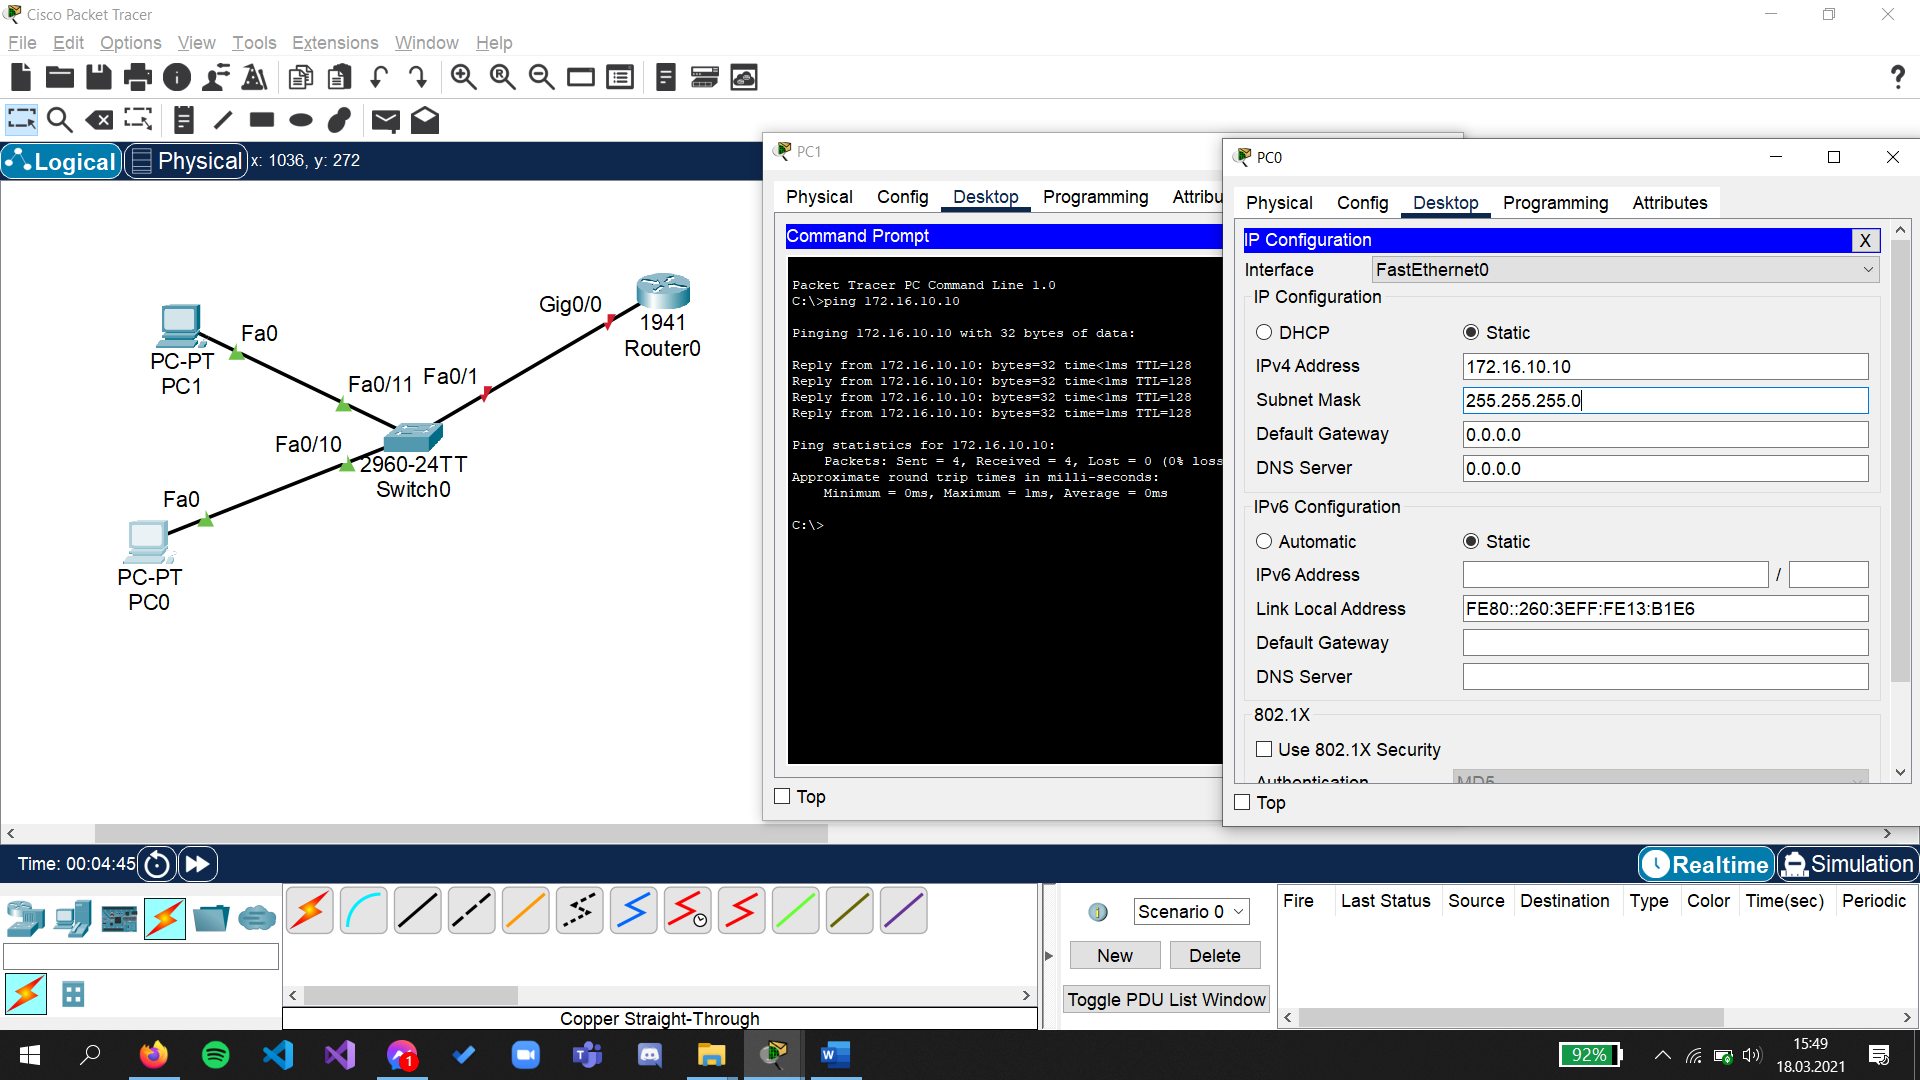 Cisco Packet Tracer
File Edit Options View Tools Extensions Window Help
Logical Physical x: 1036, y: 272
Gig0/0
1941
Router0
Fa0
PC-PT
PC1
Fa0/11 Fa0/1
Fa0/10
2960-24TT
Switch0
Fa0
PC-PT
PC0
PC1
Physical Config Desktop Programming Attribu
Command Prompt
Packet Tracer PC Command Line 1.0
C:\>ping 172.16.10.10
Pinging 172.16.10.10 with 32 bytes of data:
Reply from 172.16.10.10: bytes=32 time<1ms TTL=128
Reply from 172.16.10.10: bytes=32 time<1ms TTL=128
Reply from 172.16.10.10: bytes=32 time<1ms TTL=128
Reply from 172.16.10.10: bytes=32 time=1ms TTL=128
Ping statistics for 172.16.10.10:
Packets: Sent = 4, Received = 4, Lost = 0 (0% loss
Approximate round trip times in milli-seconds:
Minimum = 0ms, Maximum = 1ms, Average = 0ms
C:\>
Top
PC0
Physical Config Desktop Programming Attributes
IP Configuration X
Interface FastEthernet0
IP Configuration
DHCP Static
IPv4 Address 172.16.10.10
Subnet Mask 255.255.255.0
Default Gateway 0.0.0.0
DNS Server 0.0.0.0
IPv6 Configuration
Automatic Static
IPv6 Address /
Link Local Address FE80::260:3EFF:FE13:B1E6
Default Gateway
DNS Server
802.1X
Use 802.1X Security
Authentication MD5
Top
Time: 00:04:45 Realtime Simulation
Scenario 0
New Delete
Toggle PDU List Window
Fire Last Status Source Destination Type Color Time(sec) Periodic
Copper Straight-Through
1
92%
15:49
18.03.2021